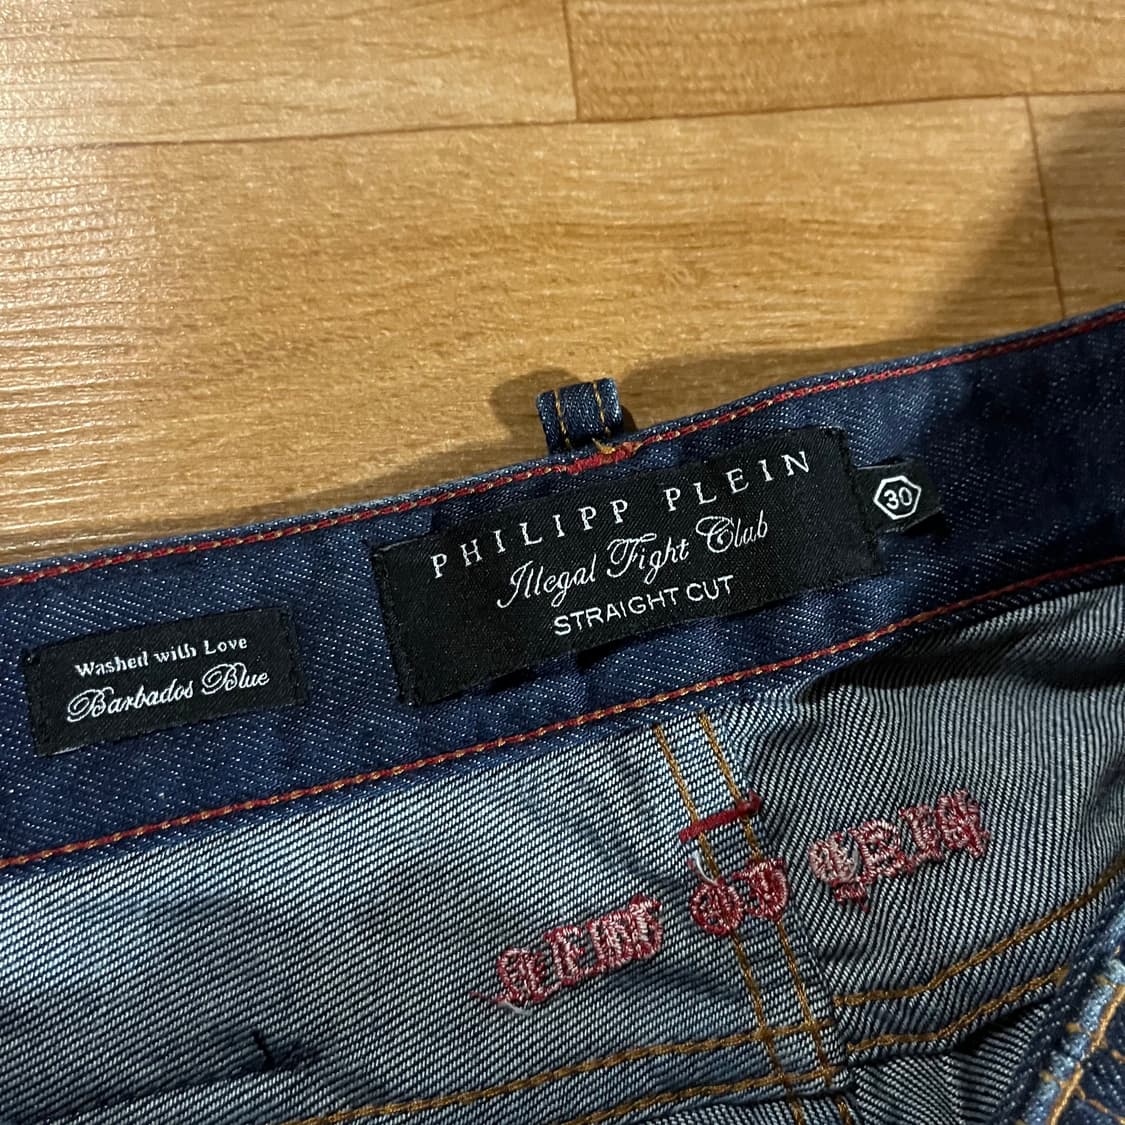 PHILIPP PLEIN
Illegal Fight Club
STRAIGHT CUT
30
Washed with Love
Barbados Blue